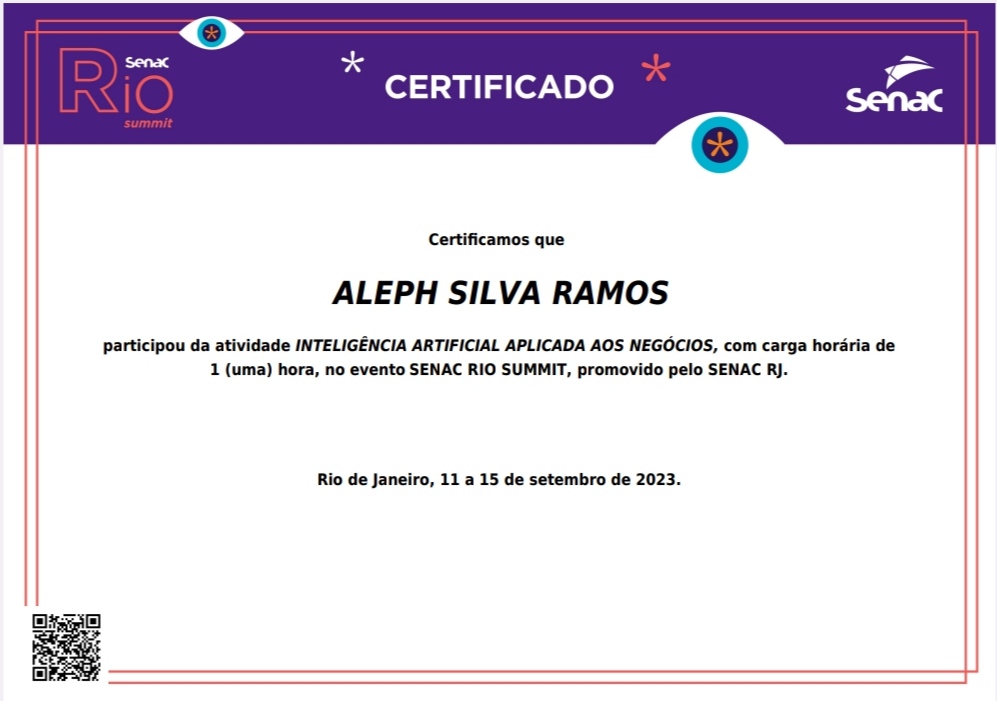 Senac
Rio
summit
CERTIFICADO
Senac
Certificamos que
ALEPH SILVA RAMOS
participou da atividade INTELIGÊNCIA ARTIFICIAL APLICADA AOS NEGÓCIOS, com carga horária de
1 (uma) hora, no evento SENAC RIO SUMMIT, promovido pelo SENAC RJ.
Rio de Janeiro, 11 a 15 de setembro de 2023.